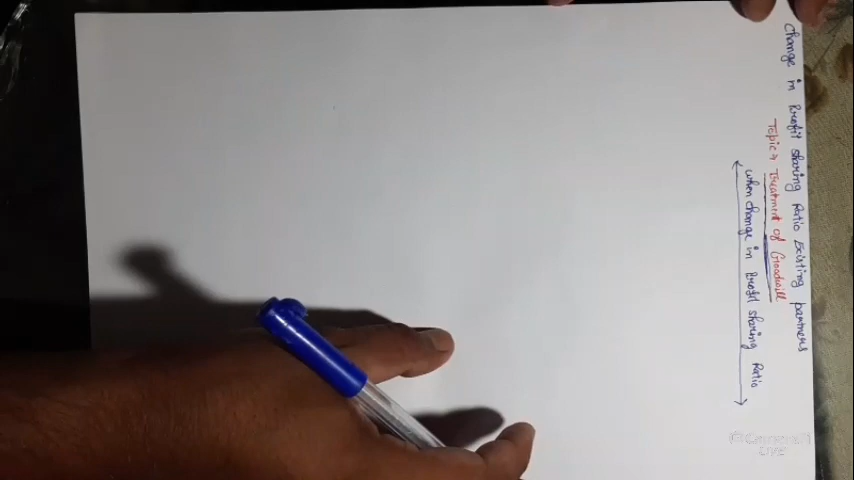 Change in Profit sharing Ratio Existing partners
Topic → Treatment of Goodwill
when change in Profit sharing Ratio